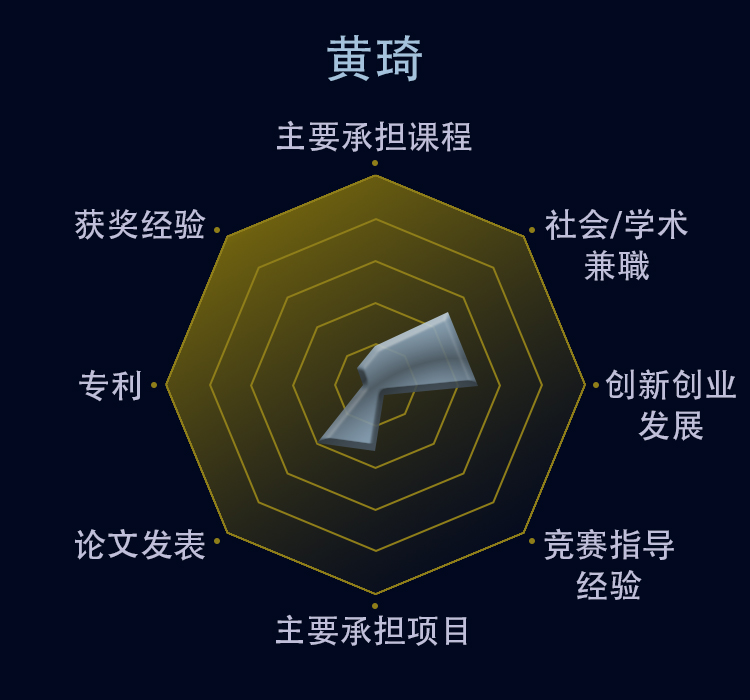 黄琦
主要承担课程
获奖经验
社会/学术
兼職
专利
创新创业
发展
论文发表
竞赛指导
经验
主要承担项目